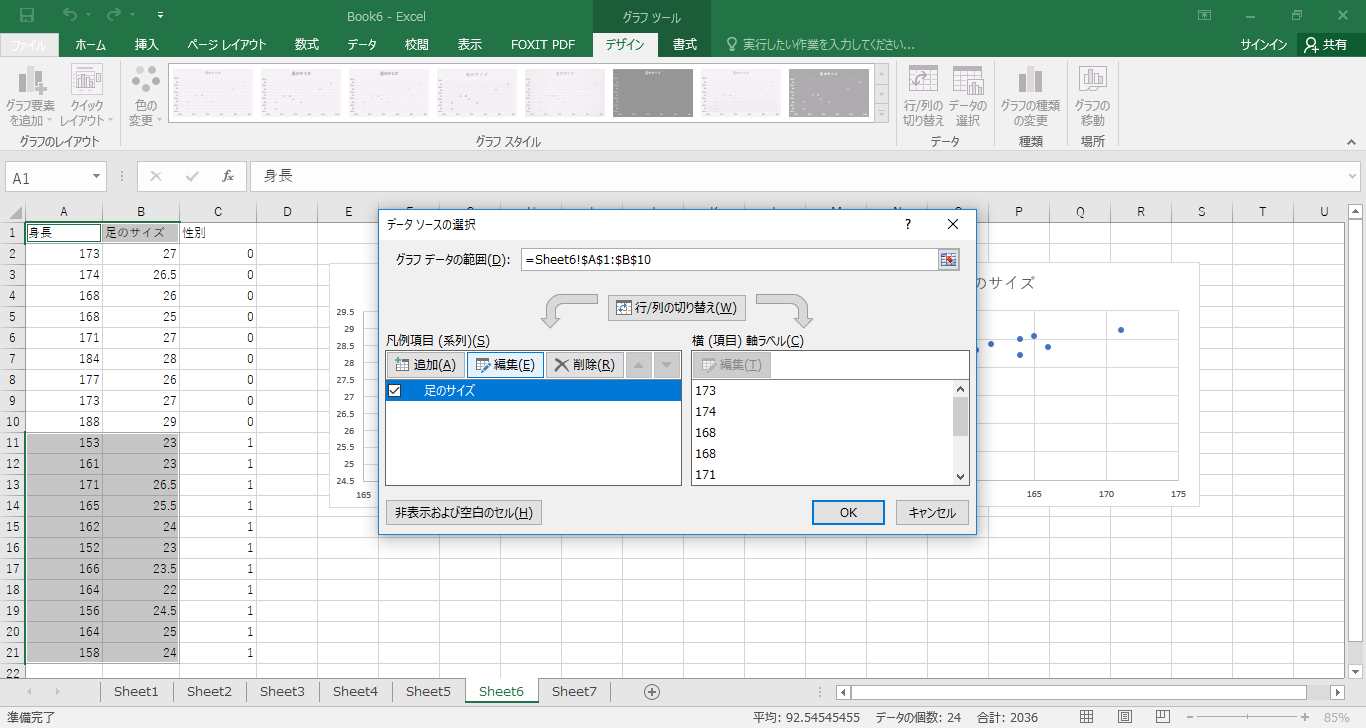 Book6 - Excel
グラフ ツール
ファイル ホーム 挿入 ページ レイアウト 数式 データ 校閲 表示 FOXIT PDF デザイン 書式 実行したい作業を入力してください... サインイン 共有
グラフ要素を追加 クイック レイアウト 色の変更 行/列の切り替え データの選択 グラフの種類の変更 グラフの移動
グラフのレイアウト グラフ スタイル データ 種類 場所
A1 fx 身長
A B C D E P Q R S T U
1 身長 足のサイズ 性別
2 173 27 0
3 174 26.5 0
4 168 26 0
5 168 25 0
6 171 27 0
7 184 28 0
8 177 26 0
9 173 27 0
10 188 29 0
11 153 23 1
12 161 23 1
13 171 26.5 1
14 165 25.5 1
15 162 24 1
16 152 23 1
17 166 23.5 1
18 164 22 1
19 156 24.5 1
20 164 25 1
21 158 24 1
22
29.5
29
28.5
28
27.5
27
26.5
26
25.5
25
24.5
165
データ ソースの選択 ?
グラフ データの範囲(D): =Sheet6!$A$1:$B$10
行/列の切り替え(W)
凡例項目 (系列)(S)
追加(A) 編集(E) 削除(R)
足のサイズ
横 (項目) 軸ラベル(C)
編集(T)
173
174
168
168
171
非表示および空白のセル(H) OK キャンセル
のサイズ
165 170 175
Sheet1 Sheet2 Sheet3 Sheet4 Sheet5 Sheet6 Sheet7
準備完了 平均: 92.54545455 データの個数: 24 合計: 2036 85%